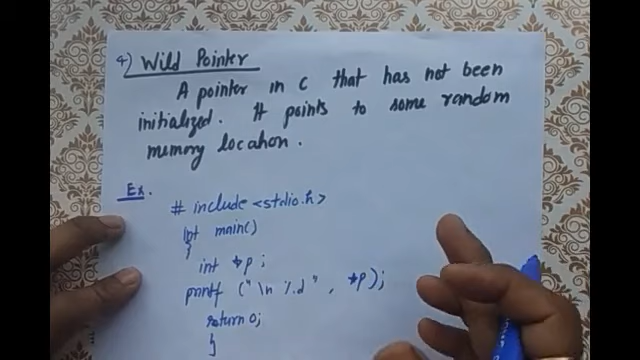 4) Wild Pointer
A pointer in C that has not been
initialized. It points to some random
memory location.
Ex.
# include <stdio.h>
int main()
{
int *p ;
printf ("\n %d" , *p);
return 0;
}